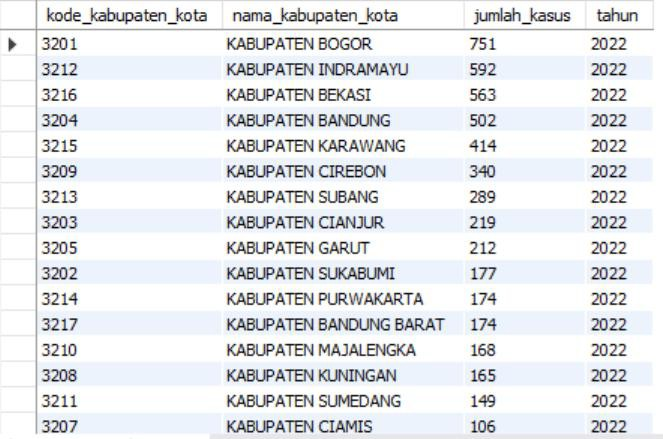 kode_kabupaten_kota nama_kabupaten_kota jumlah_kasus tahun
3201 KABUPATEN BOGOR 751 2022
3212 KABUPATEN INDRAMAYU 592 2022
3216 KABUPATEN BEKASI 563 2022
3204 KABUPATEN BANDUNG 502 2022
3215 KABUPATEN KARAWANG 414 2022
3209 KABUPATEN CIREBON 340 2022
3213 KABUPATEN SUBANG 289 2022
3203 KABUPATEN CIANJUR 219 2022
3205 KABUPATEN GARUT 212 2022
3202 KABUPATEN SUKABUMI 177 2022
3214 KABUPATEN PURWAKARTA 174 2022
3217 KABUPATEN BANDUNG BARAT 174 2022
3210 KABUPATEN MAJALENGKA 168 2022
3208 KABUPATEN KUNINGAN 165 2022
3211 KABUPATEN SUMEDANG 149 2022
3207 KABUPATEN CIAMIS 106 2022